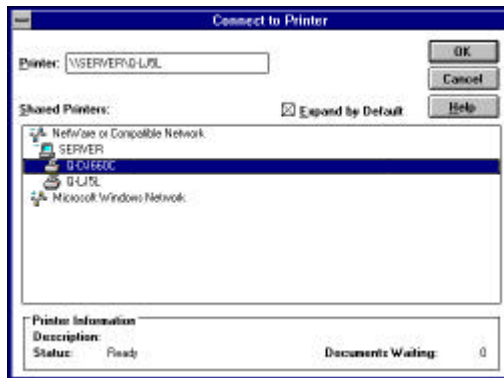 Connect to Printer
Printer: \\SERVER\Q-LJ5L
OK
Cancel
Help
Shared Printers:
Expand by Default
NetWare or Compatible Network
SERVER
Q-DJ660C
Q-LJ5L
Microsoft Windows Network
Printer Information
Description:
Status: Ready
Documents Waiting: 0